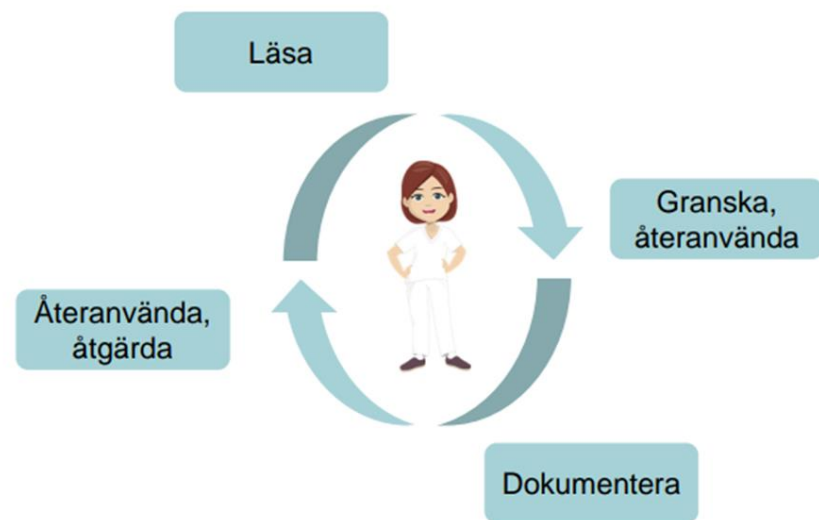 Läsa
Granska,
återanvända
Dokumentera
Återanvända,
åtgärda